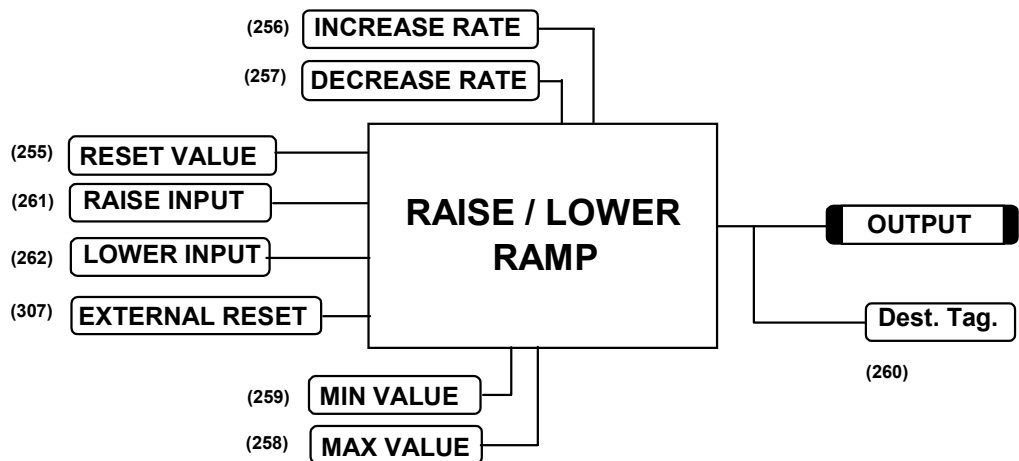 (256) INCREASE RATE
(257) DECREASE RATE
(255) RESET VALUE
(261) RAISE INPUT
(262) LOWER INPUT
(307) EXTERNAL RESET
RAISE / LOWER
RAMP
OUTPUT
Dest. Tag.
(260)
(259) MIN VALUE
(258) MAX VALUE